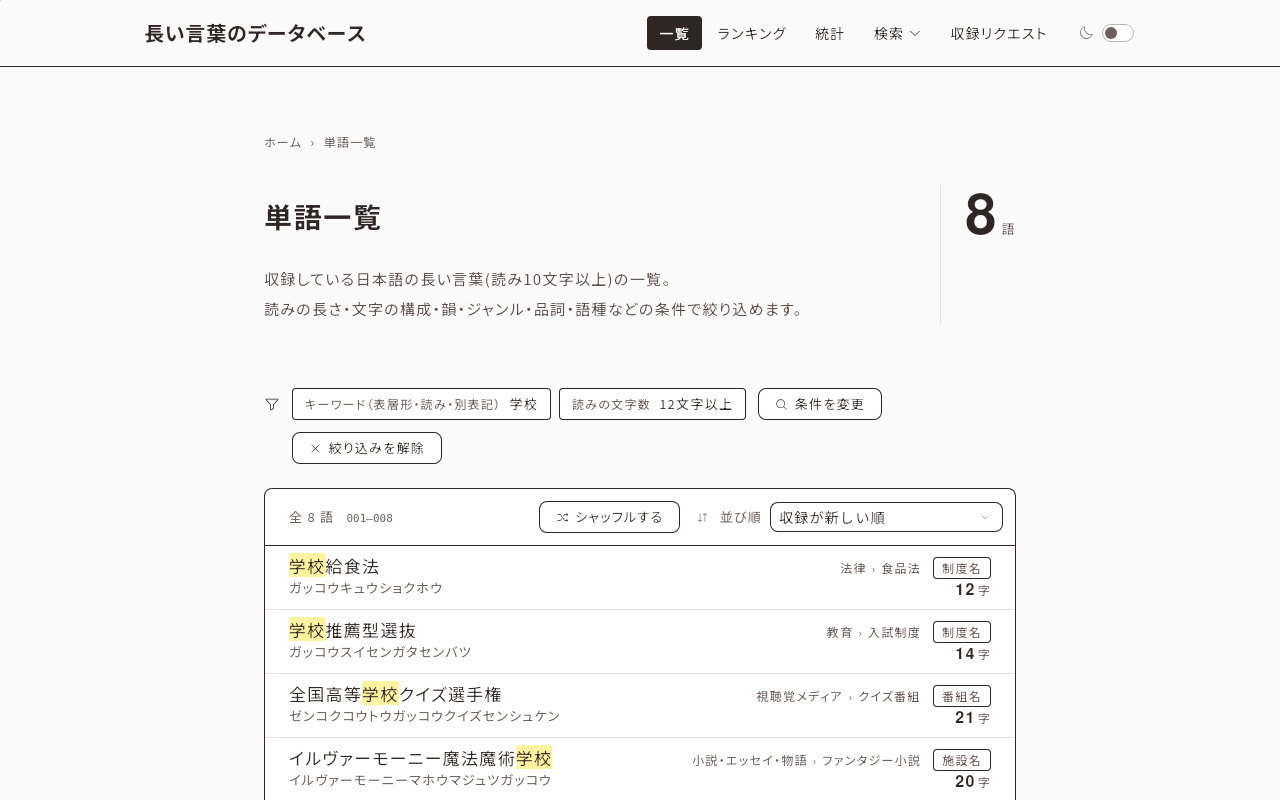 長い言葉のデータベース
一覧 ランキング 統計 検索 収録リクエスト
ホーム › 単語一覧
単語一覧
8 語
収録している日本語の長い言葉(読み10文字以上)の一覧。
読みの長さ・文字の構成・韻・ジャンル・品詞・語種などの条件で絞り込めます。
キーワード(表層形・読み・別表記) 学校 読みの文字数 12文字以上 条件を変更
絞り込みを解除
全 8 語 001–008 シャッフルする 並び順 収録が新しい順
学校給食法 法律 › 食品法 制度名
ガッコウキュウショクホウ 12 字
学校推薦型選抜 教育 › 入試制度 制度名
ガッコウスイセンガタセンバツ 14 字
全国高等学校クイズ選手権 視聴覚メディア › クイズ番組 番組名
ゼンコクコウトウガッコウクイズセンシュケン 21 字
イルヴァーモーニー魔法魔術学校 小説・エッセイ・物語 › ファンタジー小説 施設名
イルヴァーモーニーマホウマジュツガッコウ 20 字